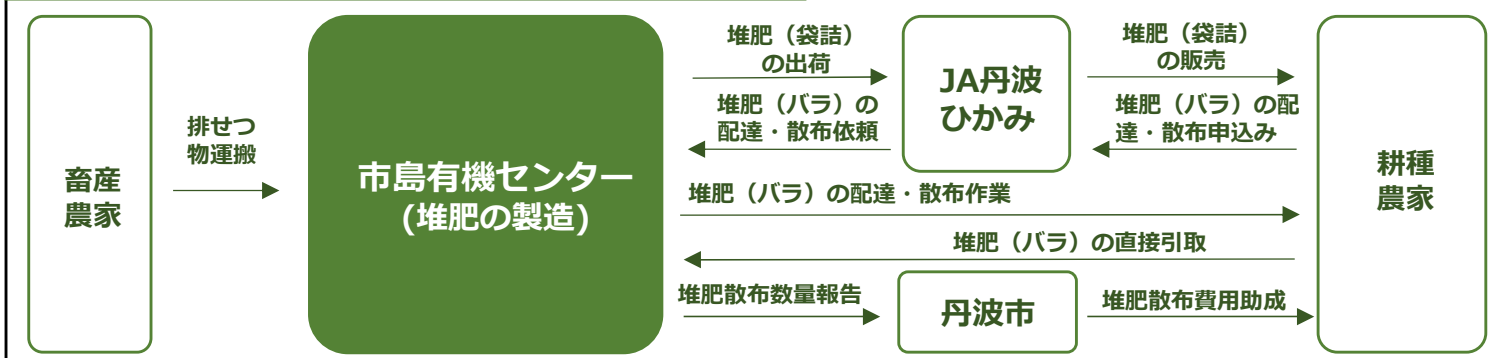 畜産
農家
排せつ
物運搬
市島有機センター
(堆肥の製造)
堆肥（袋詰）
の出荷
堆肥（バラ）の
配達・散布依頼
JA丹波
ひかみ
堆肥（袋詰）
の販売
堆肥（バラ）の配
達・散布申込み
堆肥（バラ）の配達・散布作業
堆肥（バラ）の直接引取
堆肥散布数量報告
丹波市
堆肥散布費用助成
耕種
農家